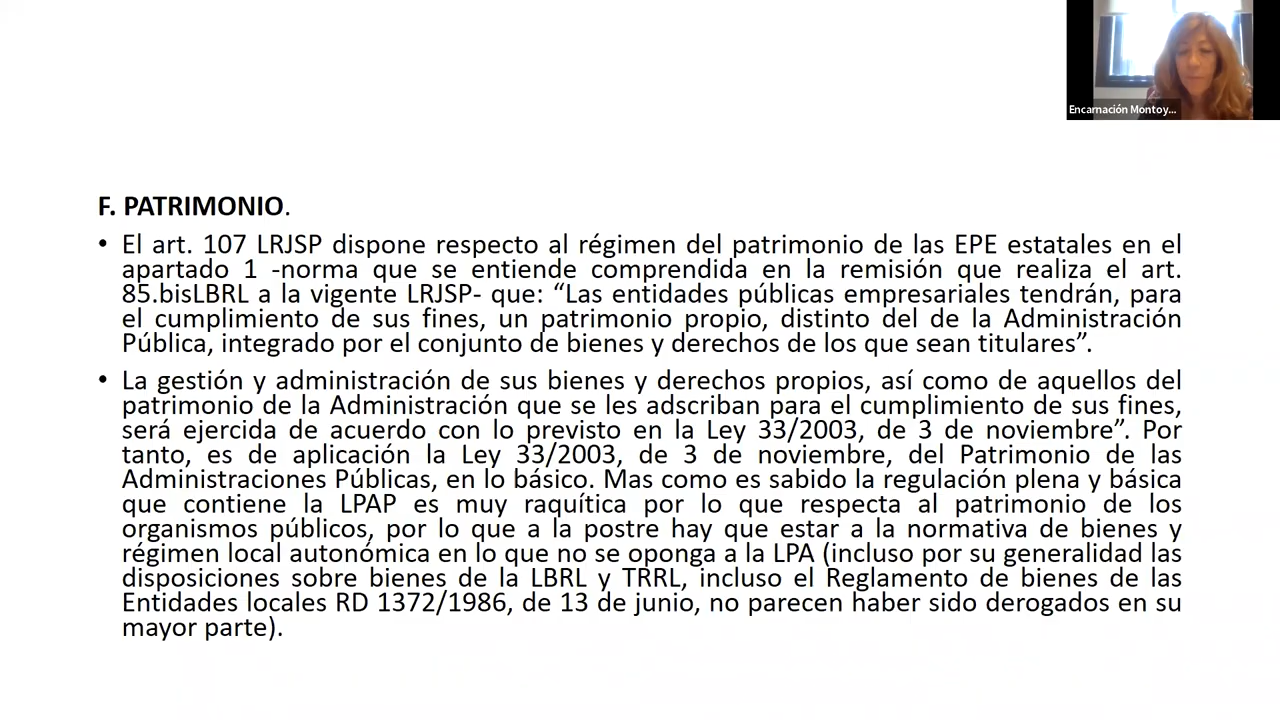 Encarnación Montoy...
F. PATRIMONIO.
• El art. 107 LRJSP dispone respecto al régimen del patrimonio de las EPE estatales en el
apartado 1 -norma que se entiende comprendida en la remisión que realiza el art.
85.bisLBRL a la vigente LRJSP- que: “Las entidades públicas empresariales tendrán, para
el cumplimiento de sus fines, un patrimonio propio, distinto del de la Administración
Pública, integrado por el conjunto de bienes y derechos de los que sean titulares”.
• La gestión y administración de sus bienes y derechos propios, así como de aquellos del
patrimonio de la Administración que se les adscriban para el cumplimiento de sus fines,
será ejercida de acuerdo con lo previsto en la Ley 33/2003, de 3 de noviembre”. Por
tanto, es de aplicación la Ley 33/2003, de 3 de noviembre, del Patrimonio de las
Administraciones Públicas, en lo básico. Mas como es sabido la regulación plena y básica
que contiene la LPAP es muy raquítica por lo que respecta al patrimonio de los
organismos públicos, por lo que a la postre hay que estar a la normativa de bienes y
régimen local autonómica en lo que no se oponga a la LPA (incluso por su generalidad las
disposiciones sobre bienes de la LBRL y TRRL, incluso el Reglamento de bienes de las
Entidades locales RD 1372/1986, de 13 de junio, no parecen haber sido derogados en su
mayor parte).